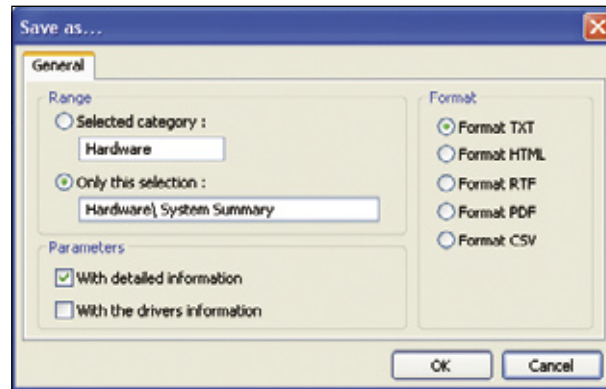 Save as...
General
Range
Selected category :
Hardware
Only this selection :
Hardware\ System Summary
Parameters
With detailed information
With the drivers information
Format
Format TXT
Format HTML
Format RTF
Format PDF
Format CSV
OK
Cancel